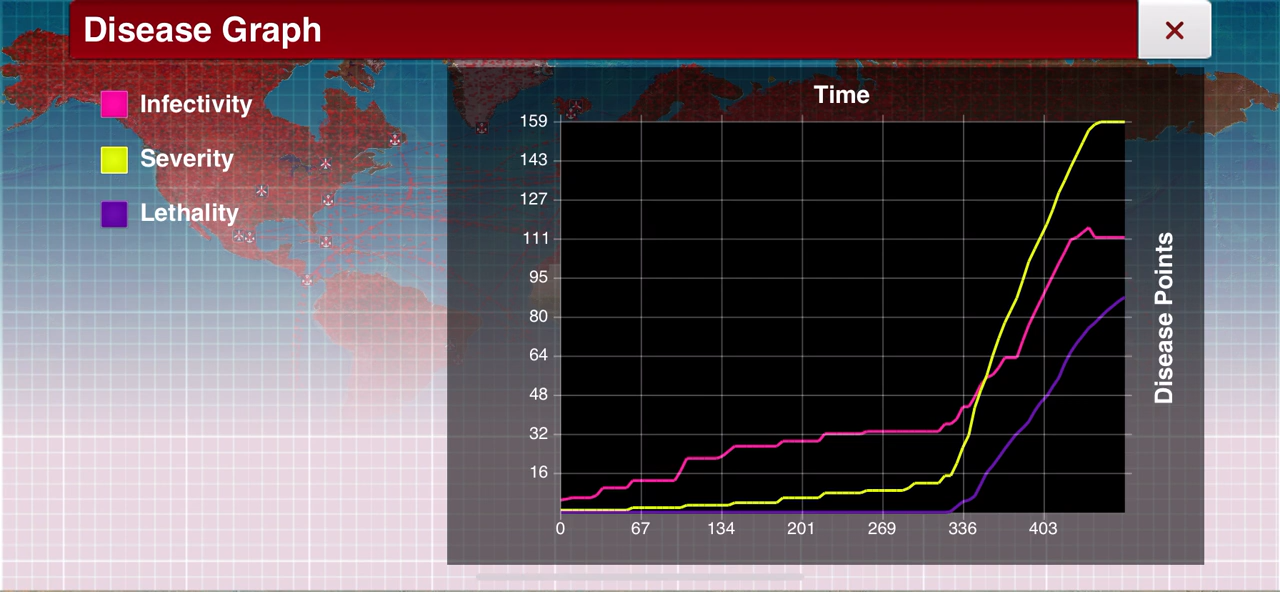 Disease Graph
×
Infectivity
Severity
Lethality
Time
159
143
127
111
95
80
64
48
32
16
0 67 134 201 269 336 403
Disease Points